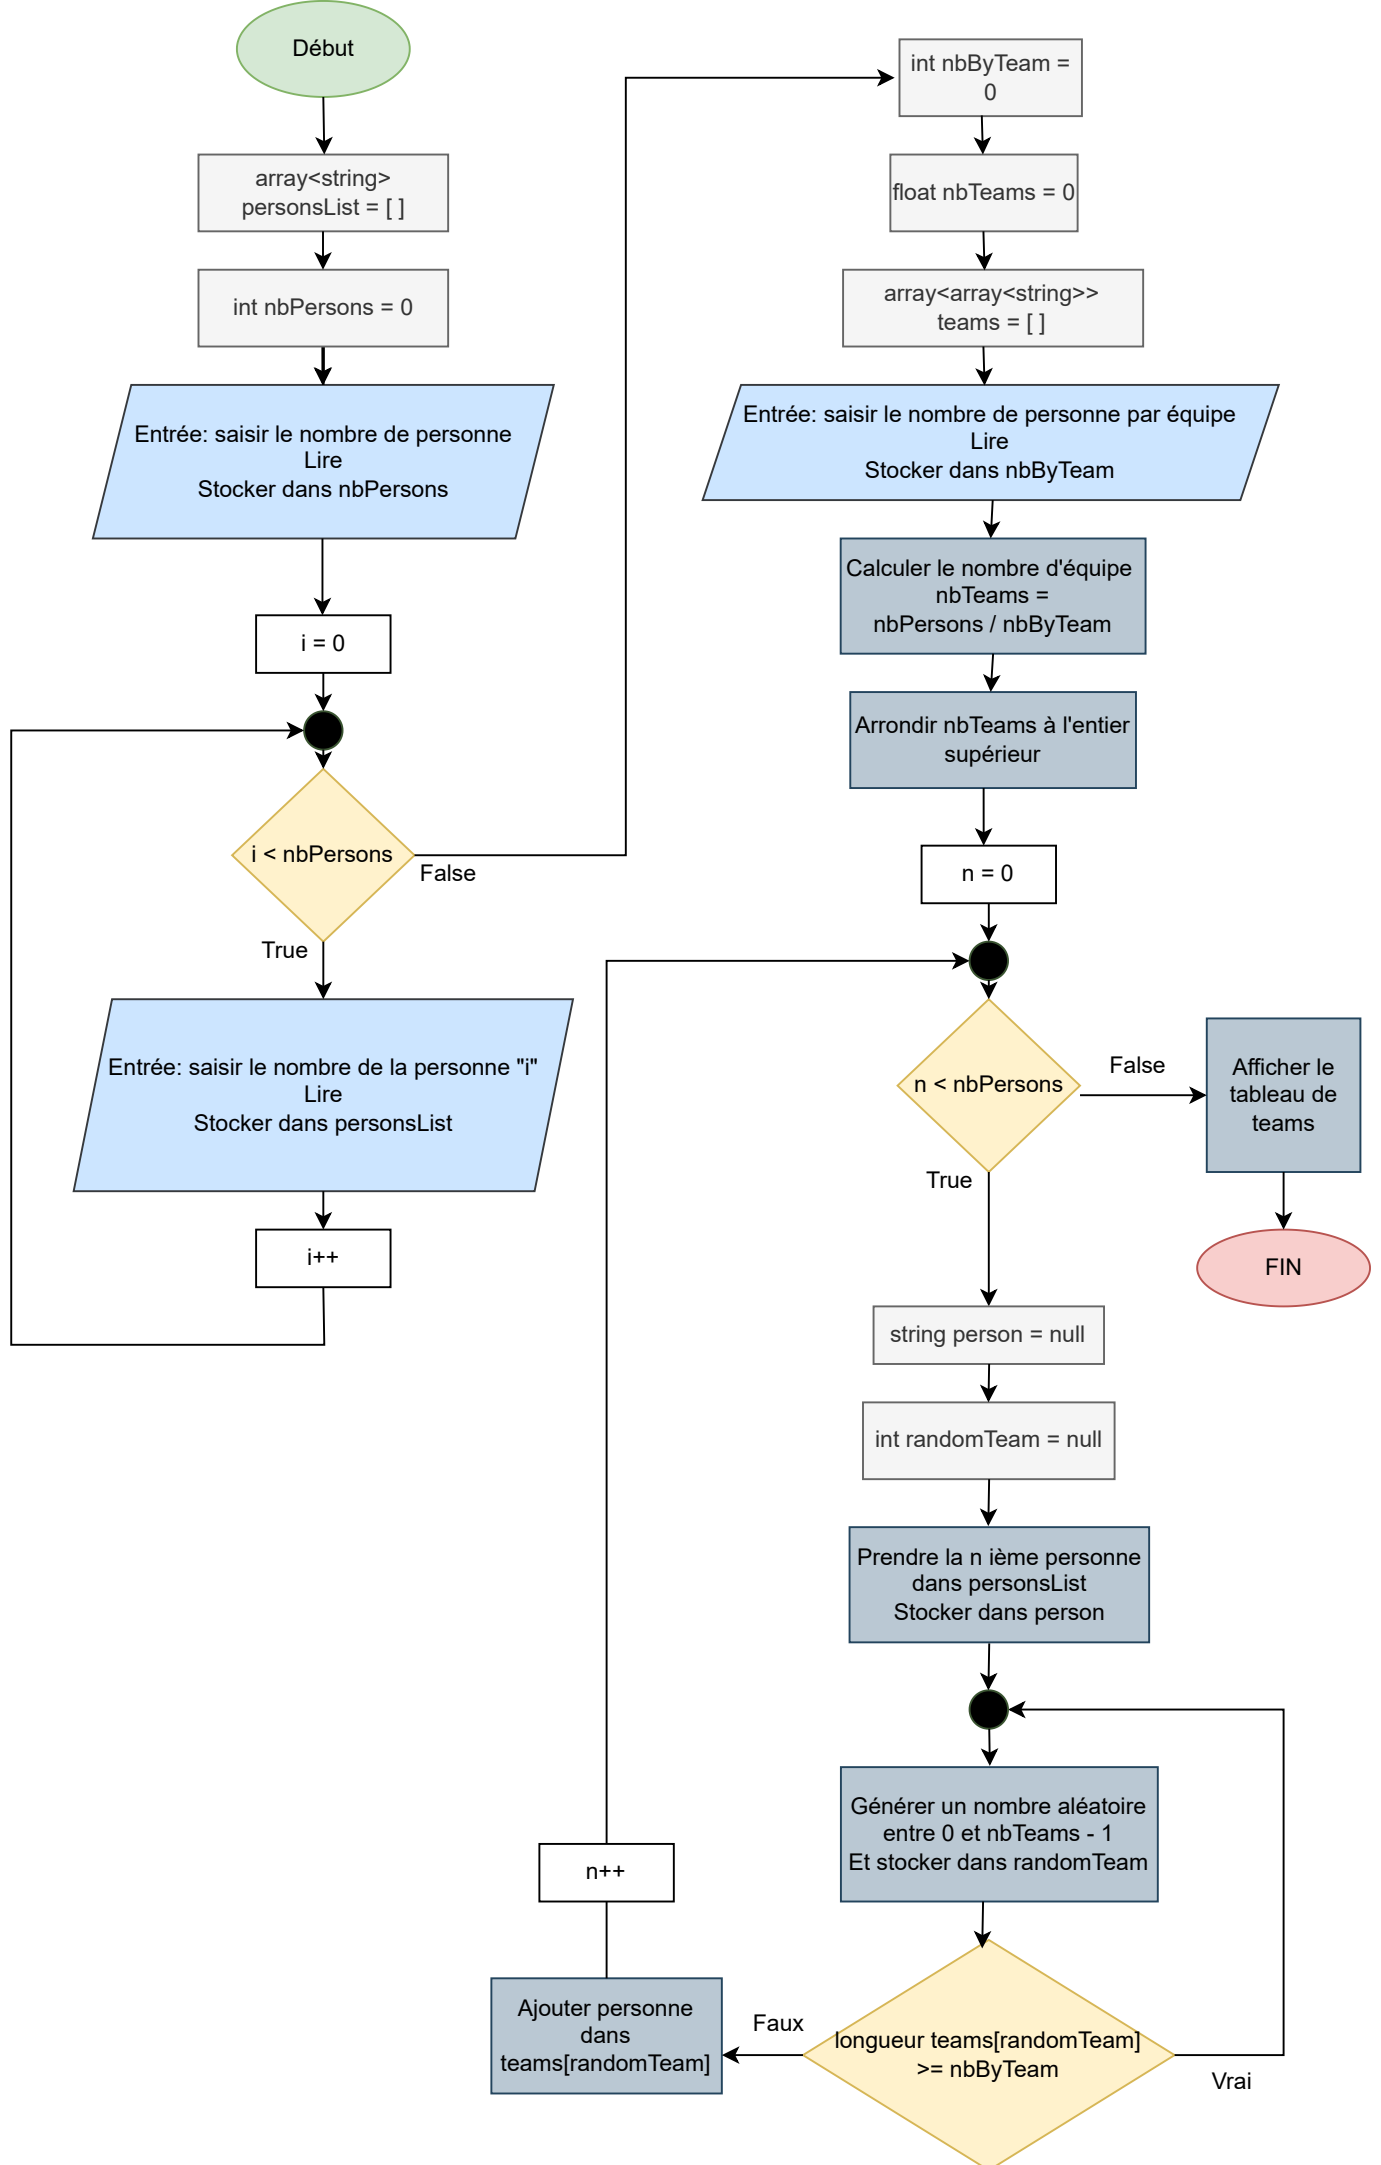 Début
array<string>
personsList = [ ]
int nbPersons = 0
Entrée: saisir le nombre de personne
Lire
Stocker dans nbPersons
i = 0
i < nbPersons
False
True
Entrée: saisir le nombre de la personne "i"
Lire
Stocker dans personsList
i++
int nbByTeam =
0
float nbTeams = 0
array<array<string>>
teams = [ ]
Entrée: saisir le nombre de personne par équipe
Lire
Stocker dans nbByTeam
Calculer le nombre d'équipe
nbTeams =
nbPersons / nbByTeam
Arrondir nbTeams à l'entier
supérieur
n = 0
n < nbPersons
False
Afficher le
tableau de
teams
FIN
True
string person = null
int randomTeam = null
Prendre la n ième personne
dans personsList
Stocker dans person
Générer un nombre aléatoire
entre 0 et nbTeams - 1
Et stocker dans randomTeam
longueur teams[randomTeam]
>= nbByTeam
Vrai
Faux
Ajouter personne
dans
teams[randomTeam]
n++